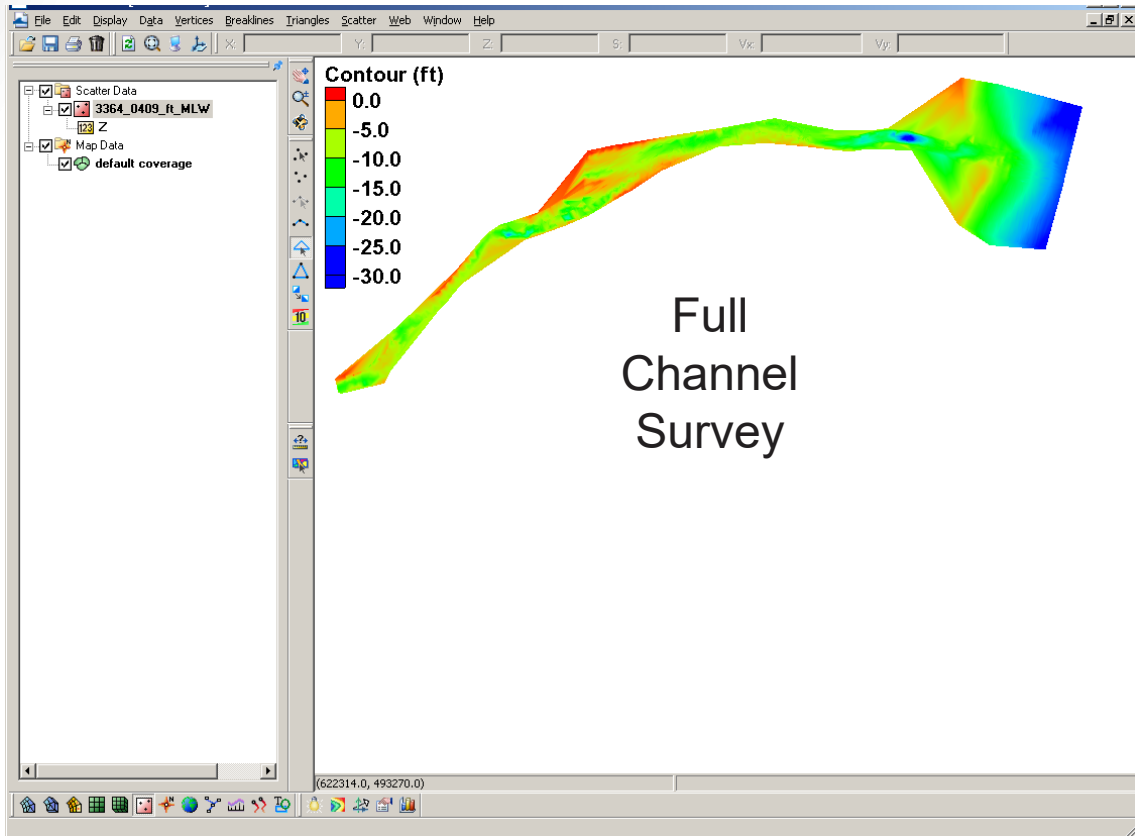 File Edit Display Data Vertices Breaklines Triangles Scatter Web Window Help
X: Y: Z: S: Vx: Vy:
Scatter Data
3364_0409_ft_MLW
123 Z
Map Data
default coverage
10
Contour (ft)
0.0
-5.0
-10.0
-15.0
-20.0
-25.0
-30.0
Full
Channel
Survey
(622314.0, 493270.0)